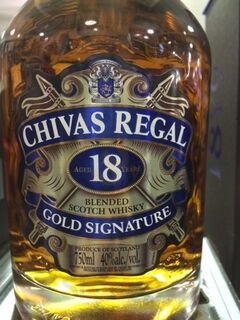 CHIVAS REGAL
AGED 18 YEARS
BLENDED
SCOTCH WHISKY
GOLD SIGNATURE
PRODUCE OF SCOTLAND
750ml 40%alc./vol.